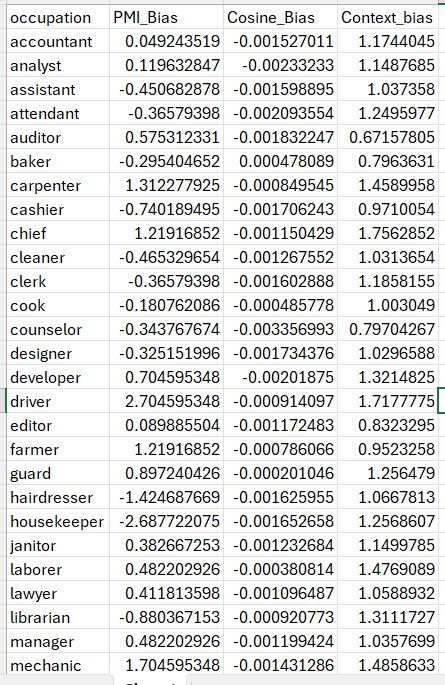 occupation PMI_Bias Cosine_Bias Context_bias
accountant 0.049243519 -0.001527011 1.1744045
analyst 0.119632847 -0.00233233 1.1487685
assistant -0.450682878 -0.001598895 1.037358
attendant -0.36579398 -0.002093554 1.2495977
auditor 0.575312331 -0.001832247 0.67157805
baker -0.295404652 0.000478089 0.7963631
carpenter 1.312277925 -0.000849545 1.4589958
cashier -0.740189495 -0.001706243 0.9710054
chief 1.21916852 -0.001150429 1.7562852
cleaner -0.465329654 -0.001267552 1.0313654
clerk -0.36579398 -0.001602888 1.1858155
cook -0.180762086 -0.000485778 1.003049
counselor -0.343767674 -0.003356993 0.79704267
designer -0.325151996 -0.001734376 1.0296588
developer 0.704595348 -0.00201875 1.3214825
driver 2.704595348 -0.000914097 1.7177775
editor 0.089885504 -0.001172483 0.8323295
farmer 1.21916852 -0.000786066 0.9523258
guard 0.897240426 -0.000201046 1.256479
hairdresser -1.424687669 -0.001625955 1.0667813
housekeeper -2.687722075 -0.001652658 1.2568607
janitor 0.382667253 -0.001232684 1.1499785
laborer 0.482202926 -0.000380814 1.4769089
lawyer 0.411813598 -0.001096487 1.0588932
librarian -0.880367153 -0.000920773 1.3111727
manager 0.482202926 -0.001199424 1.0357699
mechanic 1.704595348 -0.001431286 1.4858633